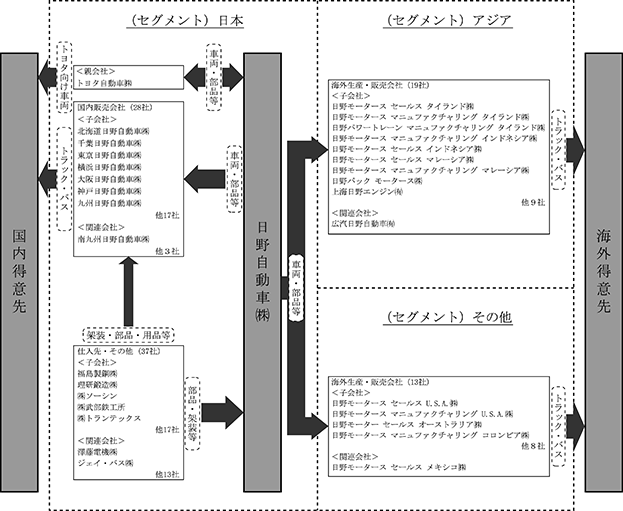 （セグメント）日本
（セグメント）アジア
国内得意先
トヨタ向け車両
＜親会社＞
トヨタ自動車㈱
車両・部品等
トラック・バス
国内販売会社（28社）
＜子会社＞
北海道日野自動車㈱
千葉日野自動車㈱
東京日野自動車㈱
横浜日野自動車㈱
大阪日野自動車㈱
神戸日野自動車㈱
九州日野自動車㈱
他17社
＜関連会社＞
南九州日野自動車㈱
他３社
車両・部品等
架装・部品・用品等
仕入先・その他（37社）
＜子会社＞
福島製鋼㈱
理研鍛造㈱
㈱ソーシン
㈱武部鉄工所
㈱トランテックス
他17社
＜関連会社＞
澤藤電機㈱
ジェイ・バス㈱
他13社
部品・架装等
日野自動車㈱
車両・部品等
海外生産・販売会社（19社）
＜子会社＞
日野モータース セールス タイランド㈱
日野モータース マニュファクチャリング タイランド㈱
日野パワートレーン マニュファクチャリング タイランド㈱
日野モータース マニュファクチャリング インドネシア㈱
日野モータース セールス インドネシア㈱
日野モータース セールス マレーシア㈱
日野モータース マニュファクチャリング マレーシア㈱
日野パック モータース㈱
上海日野エンジン㈲
他９社
＜関連会社＞
広汽日野自動車㈲
トラック・バス
（セグメント）その他
海外生産・販売会社（13社）
＜子会社＞
日野モータース セールス U.S.A.㈱
日野モータース マニュファクチャリング U.S.A.㈱
日野モーター セールス オーストラリア㈱
日野モータース マニュファクチャリング コロンビア㈱
他８社
＜関連会社＞
日野モータース セールス メキシコ㈱
トラック・バス
海外得意先